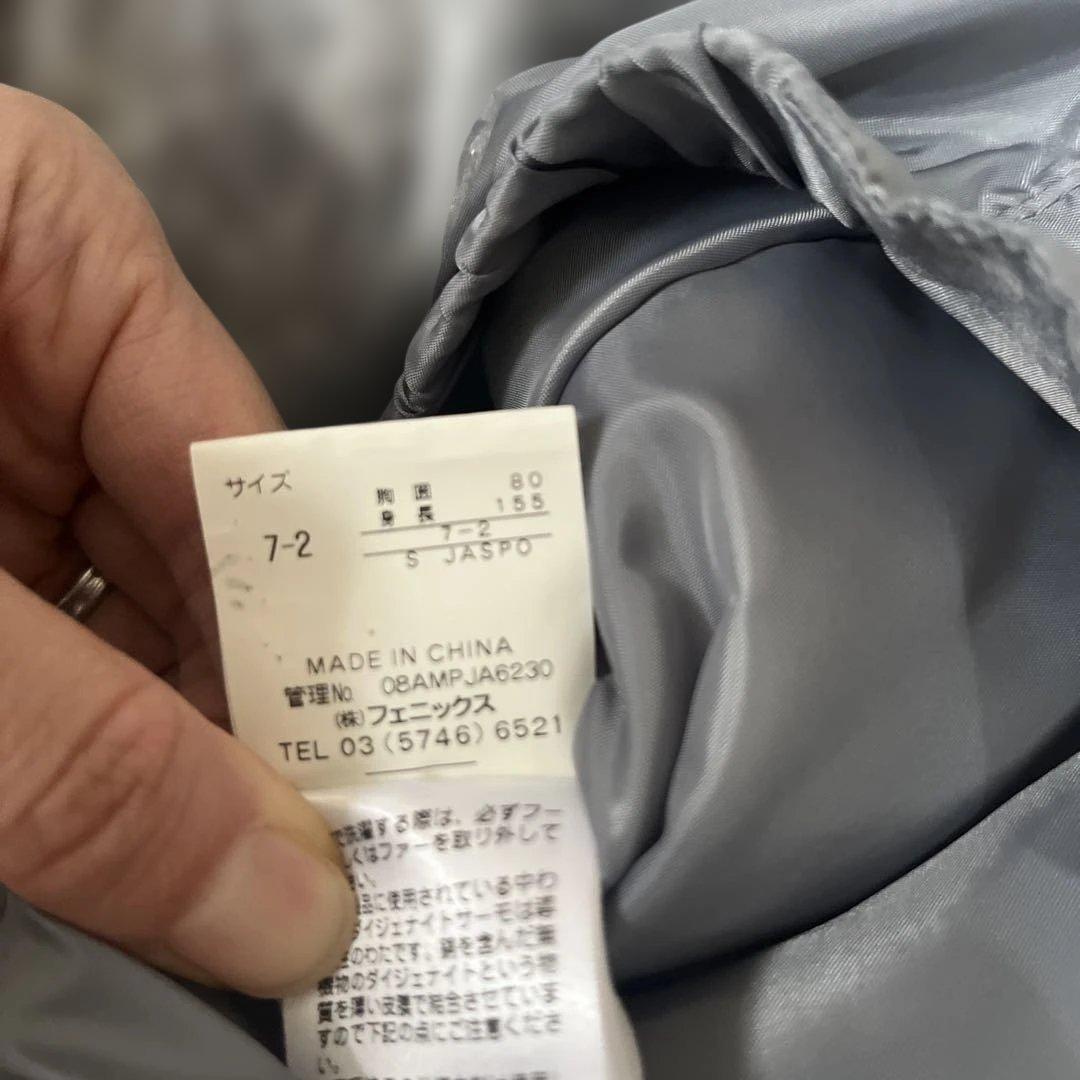 サイズ
7-2
胸囲 80
身長 155
7-2
S JASPO
MADE IN CHINA
管理No. 08AMPJA6230
(株)フェニックス
TEL 03(5746)6521
で洗濯する際は、必ずフー
くはファーを取り外して
い。
品に使用されている中わ
イジェナイトサーモは
のわたです。銅を含んだ
物のダイジェナイトという物
質を薄い皮膜で結合させていま
すので下記の点にご注意くださ
い。